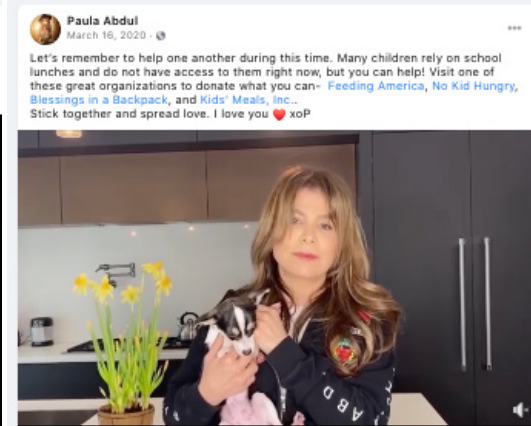 Paula Abdul
March 16, 2020 ·
Let's remember to help one another during this time. Many children rely on school
lunches and do not have access to them right now, but you can help! Visit one of
these great organizations to donate what you can- Feeding America, No Kid Hungry,
Blessings in a Backpack, and Kids' Meals, Inc..
Stick together and spread love. I love you ❤️ xoP
A B D